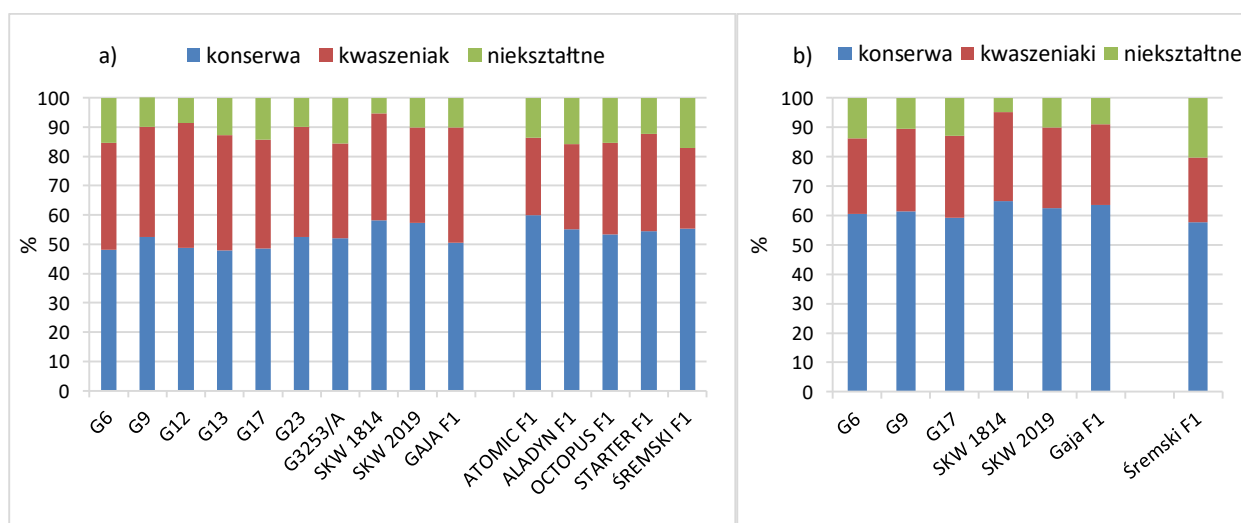 a) konserwa kwaszeniak niekształtne
100
90
80
70
60
50
40
30
20
10
0
%
G6
G9
G12
G13
G17
G23
G3253/A
SKW 1814
SKW 2019
GAJA F1
ATOMIC F1
ALADYN F1
OCTOPUS F1
STARTER F1
ŚREMSKI F1
b) konserwa kwaszeniaki niekształtne
100
90
80
70
60
50
40
30
20
10
0
%
G6
G9
G17
SKW 1814
SKW 2019
Gaja F1
Śremski F1